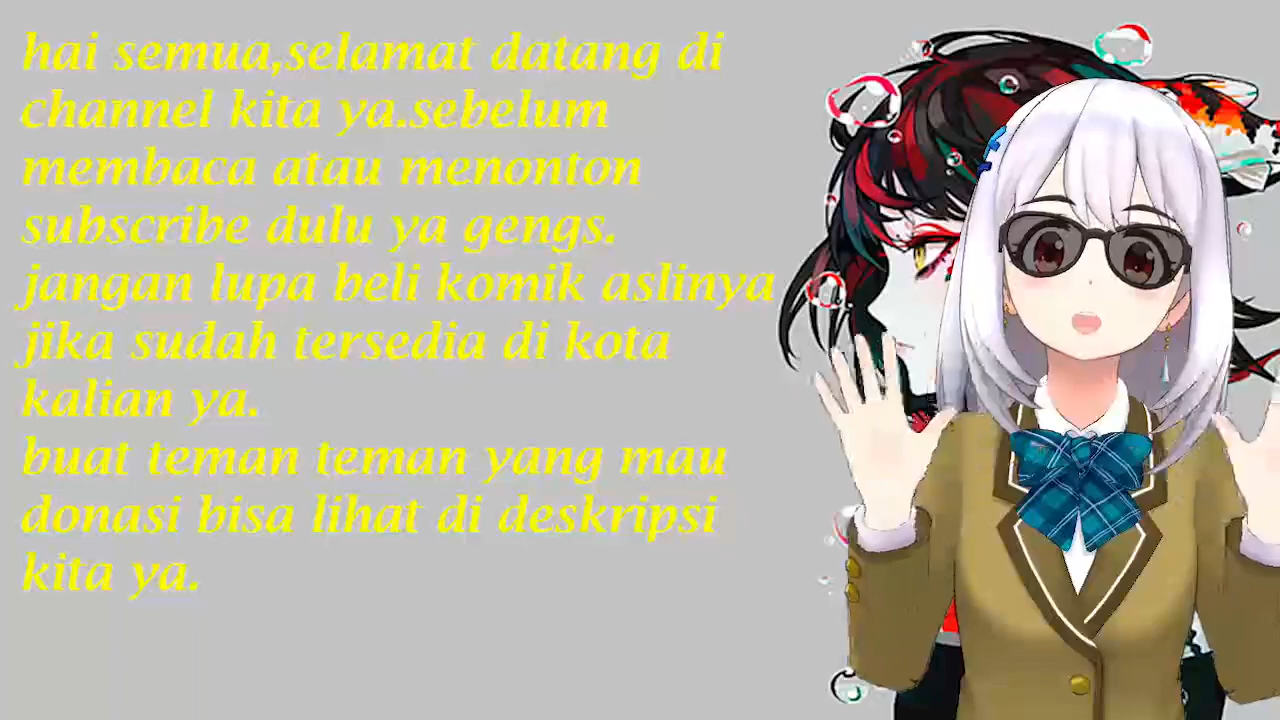 hai semua,selamat datang di
channel kita ya.sebelum
membaca atau menonton
subscribe dulu ya gengs.
jangan lupa beli komik aslinya
jika sudah tersedia di kota
kalian ya.
buat teman teman yang mau
donasi bisa lihat di deskripsi
kita ya.